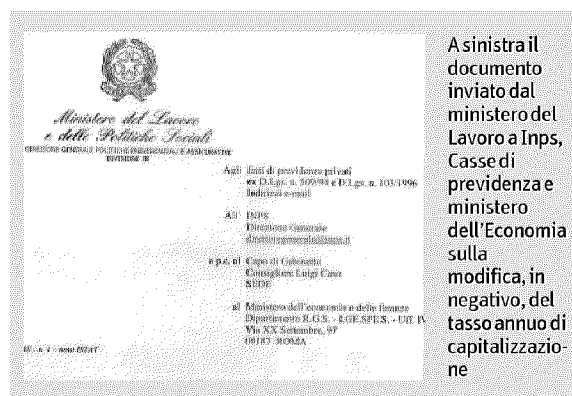 Ministero del Lavoro
e delle Politiche Sociali
DIREZIONE GENERALE POLITICHE PREVIDENZIALI E ASSICURATIVE
DIVISIONE III
Agli Enti di previdenza privati
ex D.Lgs. n. 509/94 e D.Lgs. n. 103/1996
Indirizzi e-mail
All' INPS
Direzione Generale
e p.c. al Capo di Gabinetto
Consigliere Luigi Caso
SEDE
al Ministero dell'economia e delle finanze
Dipartimento R.G.S. - I.GE.SPE.S. - Uff. IV
Via XX Settembre, 97
00187 ROMA
A sinistra il
documento
inviato dal
ministero del
Lavoro a Inps,
Casse di
previdenza e
ministero
dell'Economia
sulla
modifica, in
negativo, del
tasso annuo di
capitalizzazio-
ne